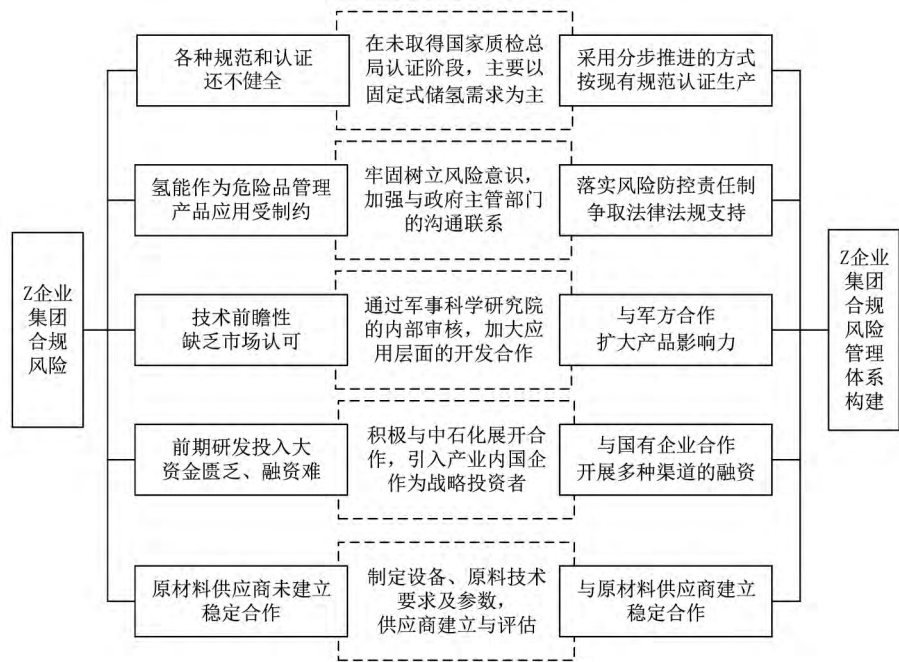 各种规范和认证
还不健全
在未取得国家质检总
局认证阶段，主要以
固定式储氢需求为主
采用分步推进的方式
按现有规范认证生产
氢能作为危险品管理
产品应用受制约
牢固树立风险意识，
加强与政府主管部门
的沟通联系
落实风险防控责任制
争取法律法规支持
Z企业
集团
合规
风险
技术前瞻性
缺乏市场认可
通过军事科学研究院
的内部审核，加大应
用层面的开发合作
与军方合作
扩大产品影响力
Z企业
集团
合规
风险
管理
体系
构建
前期研发投入大
资金匮乏、融资难
积极与中石化展开合
作，引入产业内国企
作为战略投资者
与国有企业合作
开展多种渠道的融资
原材料供应商未建立
稳定合作
制定设备、原料技术
要求及参数，
供应商建立与评估
与原材料供应商建立
稳定合作